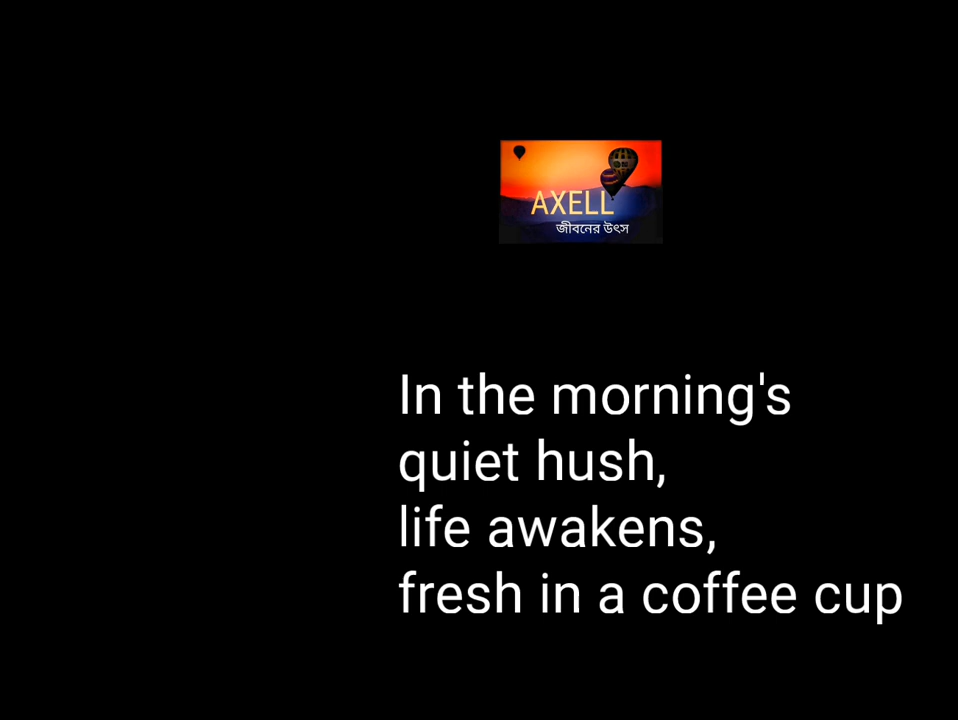 AXELL
জীবনের উৎস
In the morning's
quiet hush,
life awakens,
fresh in a coffee cup